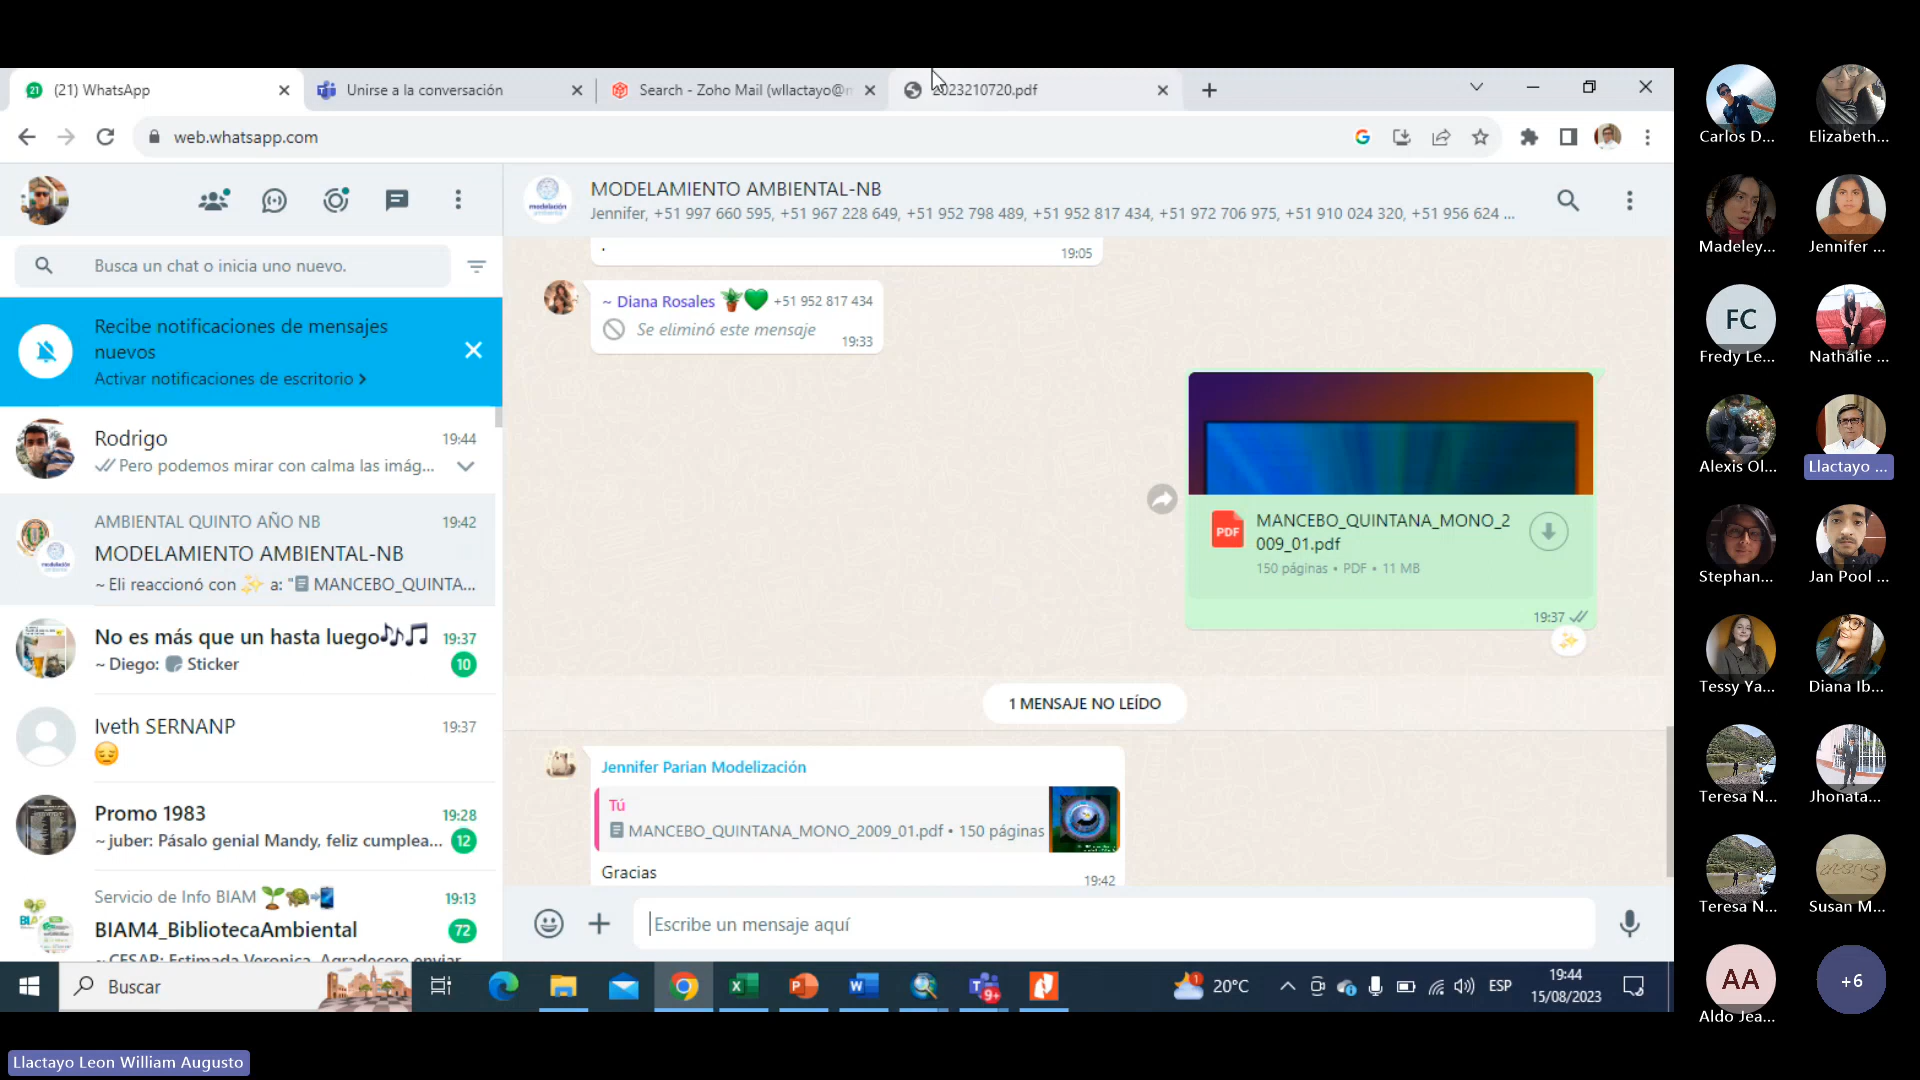 (21) WhatsApp
Unirse a la conversación
Search - Zoho Mail (wllactayo@m
2023210720.pdf
web.whatsapp.com
MODELAMIENTO AMBIENTAL-NB
Jennifer, +51 997 660 595, +51 967 228 649, +51 952 798 489, +51 952 817 434, +51 972 706 975, +51 910 024 320, +51 956 624 ...
Busca un chat o inicia uno nuevo.
Recibe notificaciones de mensajes
nuevos
Activar notificaciones de escritorio >
Rodrigo 19:44
Pero podemos mirar con calma las imág...
AMBIENTAL QUINTO AÑO NB 19:42
MODELAMIENTO AMBIENTAL-NB
~ Eli reaccionó con ✨ a: "MANCEBO_QUINTA...
No es más que un hasta luego🎶🎵 19:37
~ Diego: Sticker 10
Iveth SERNANP 19:37
😔
Promo 1983 19:28
~ juber: Pásalo genial Mandy, feliz cumplea... 12
Servicio de Info BIAM 🌱🐢📲 19:13
BIAM4_BibliotecaAmbiental 72
~ CESAR: Estimada Veronica. Agradecere enviar
. 19:05
~ Diana Rosales 🪴💚 +51 952 817 434
Se eliminó este mensaje 19:33
PDF
MANCEBO_QUINTANA_MONO_2
009_01.pdf
150 páginas • PDF • 11 MB
19:37
1 MENSAJE NO LEÍDO
Jennifer Parian Modelización
Tú
MANCEBO_QUINTANA_MONO_2009_01.pdf • 150 páginas
Gracias 19:42
Escribe un mensaje aquí
Buscar
9+
1
20°C
ESP
19:44
15/08/2023
Carlos D...
Elizabeth...
Madeley...
Jennifer ...
FC
Fredy Le...
Nathalie ...
Alexis Ol...
Llactayo ...
Stephan...
Jan Pool ...
Tessy Ya...
Diana Ib...
Teresa N...
Jhonata...
Teresa N...
Susan M...
AA
Aldo Jea...
+6
Llactayo Leon William Augusto